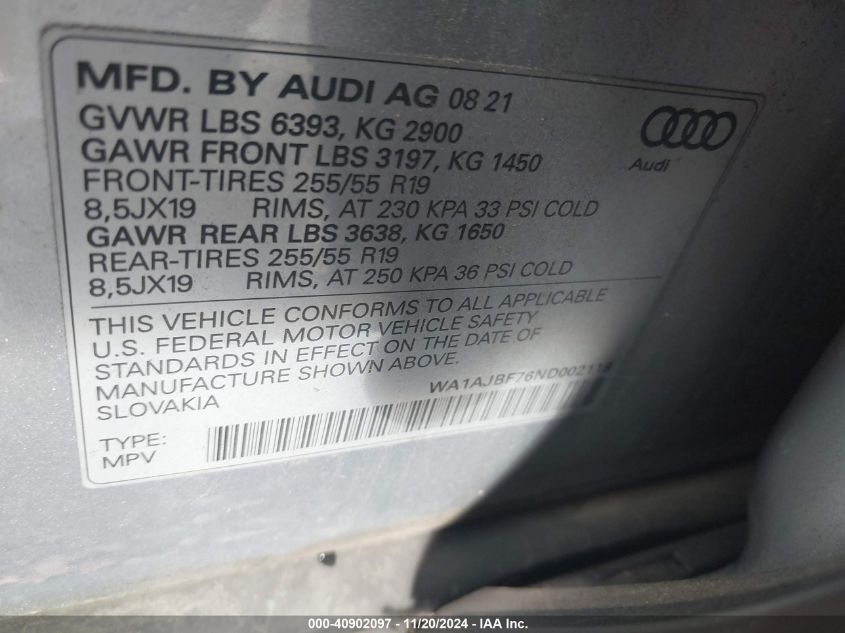 MFD. BY AUDI AG 08 21
GVWR LBS 6393, KG 2900
GAWR FRONT LBS 3197, KG 1450
FRONT-TIRES 255/55 R19
8,5JX19 RIMS, AT 230 KPA 33 PSI COLD
GAWR REAR LBS 3638, KG 1650
REAR-TIRES 255/55 R19
8,5JX19 RIMS, AT 250 KPA 36 PSI COLD
Audi
THIS VEHICLE CONFORMS TO ALL APPLICABLE
U.S. FEDERAL MOTOR VEHICLE SAFETY
STANDARDS IN EFFECT ON THE DATE OF
MANUFACTURE SHOWN ABOVE.
SLOVAKIA
WA1AJBF76ND002119
TYPE:
MPV
000-40902097 - 11/20/2024 - IAA Inc.